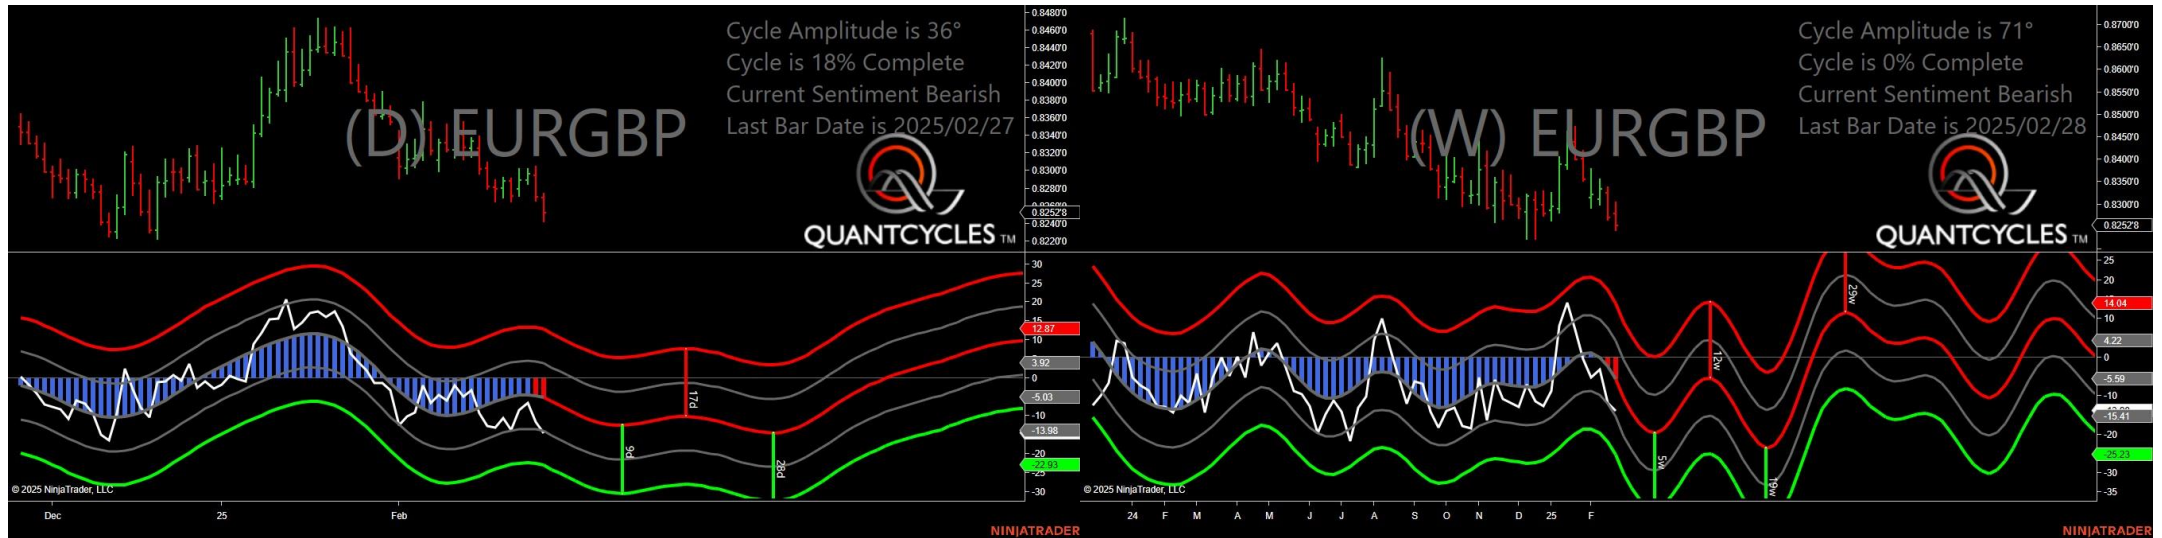 Cycle Amplitude is 36°
Cycle is 18% Complete
Current Sentiment Bearish
Last Bar Date is 2025/02/27
(D) EURGBP
QUANTCYCLES TM
0.8480'0
0.8460'0
0.8440'0
0.8420'0
0.8400'0
0.8380'0
0.8360'0
0.8340'0
0.8320'0
0.8300'0
0.8280'0
0.8252'8
0.8240'0
0.8220'0
30
25
20
15
12.87
10
3.92
0
-5.03
-10
-13.98
-20
-22.93
-25
-30
9d
17d
28d
© 2025 NinjaTrader, LLC
Dec
25
Feb
NINJATRADER
Cycle Amplitude is 71°
Cycle is 0% Complete
Current Sentiment Bearish
Last Bar Date is 2025/02/28
(W) EURGBP
QUANTCYCLES TM
0.8700'0
0.8650'0
0.8600'0
0.8550'0
0.8500'0
0.8450'0
0.8400'0
0.8350'0
0.8300'0
0.8252'8
25
20
14.04
10
4.22
0
-5.59
-10
-15.41
-20
-25.23
-30
-35
5w
12w
19w
29w
© 2025 NinjaTrader, LLC
24
F
M
A
M
J
J
A
S
O
N
D
25
F
NINJATRADER